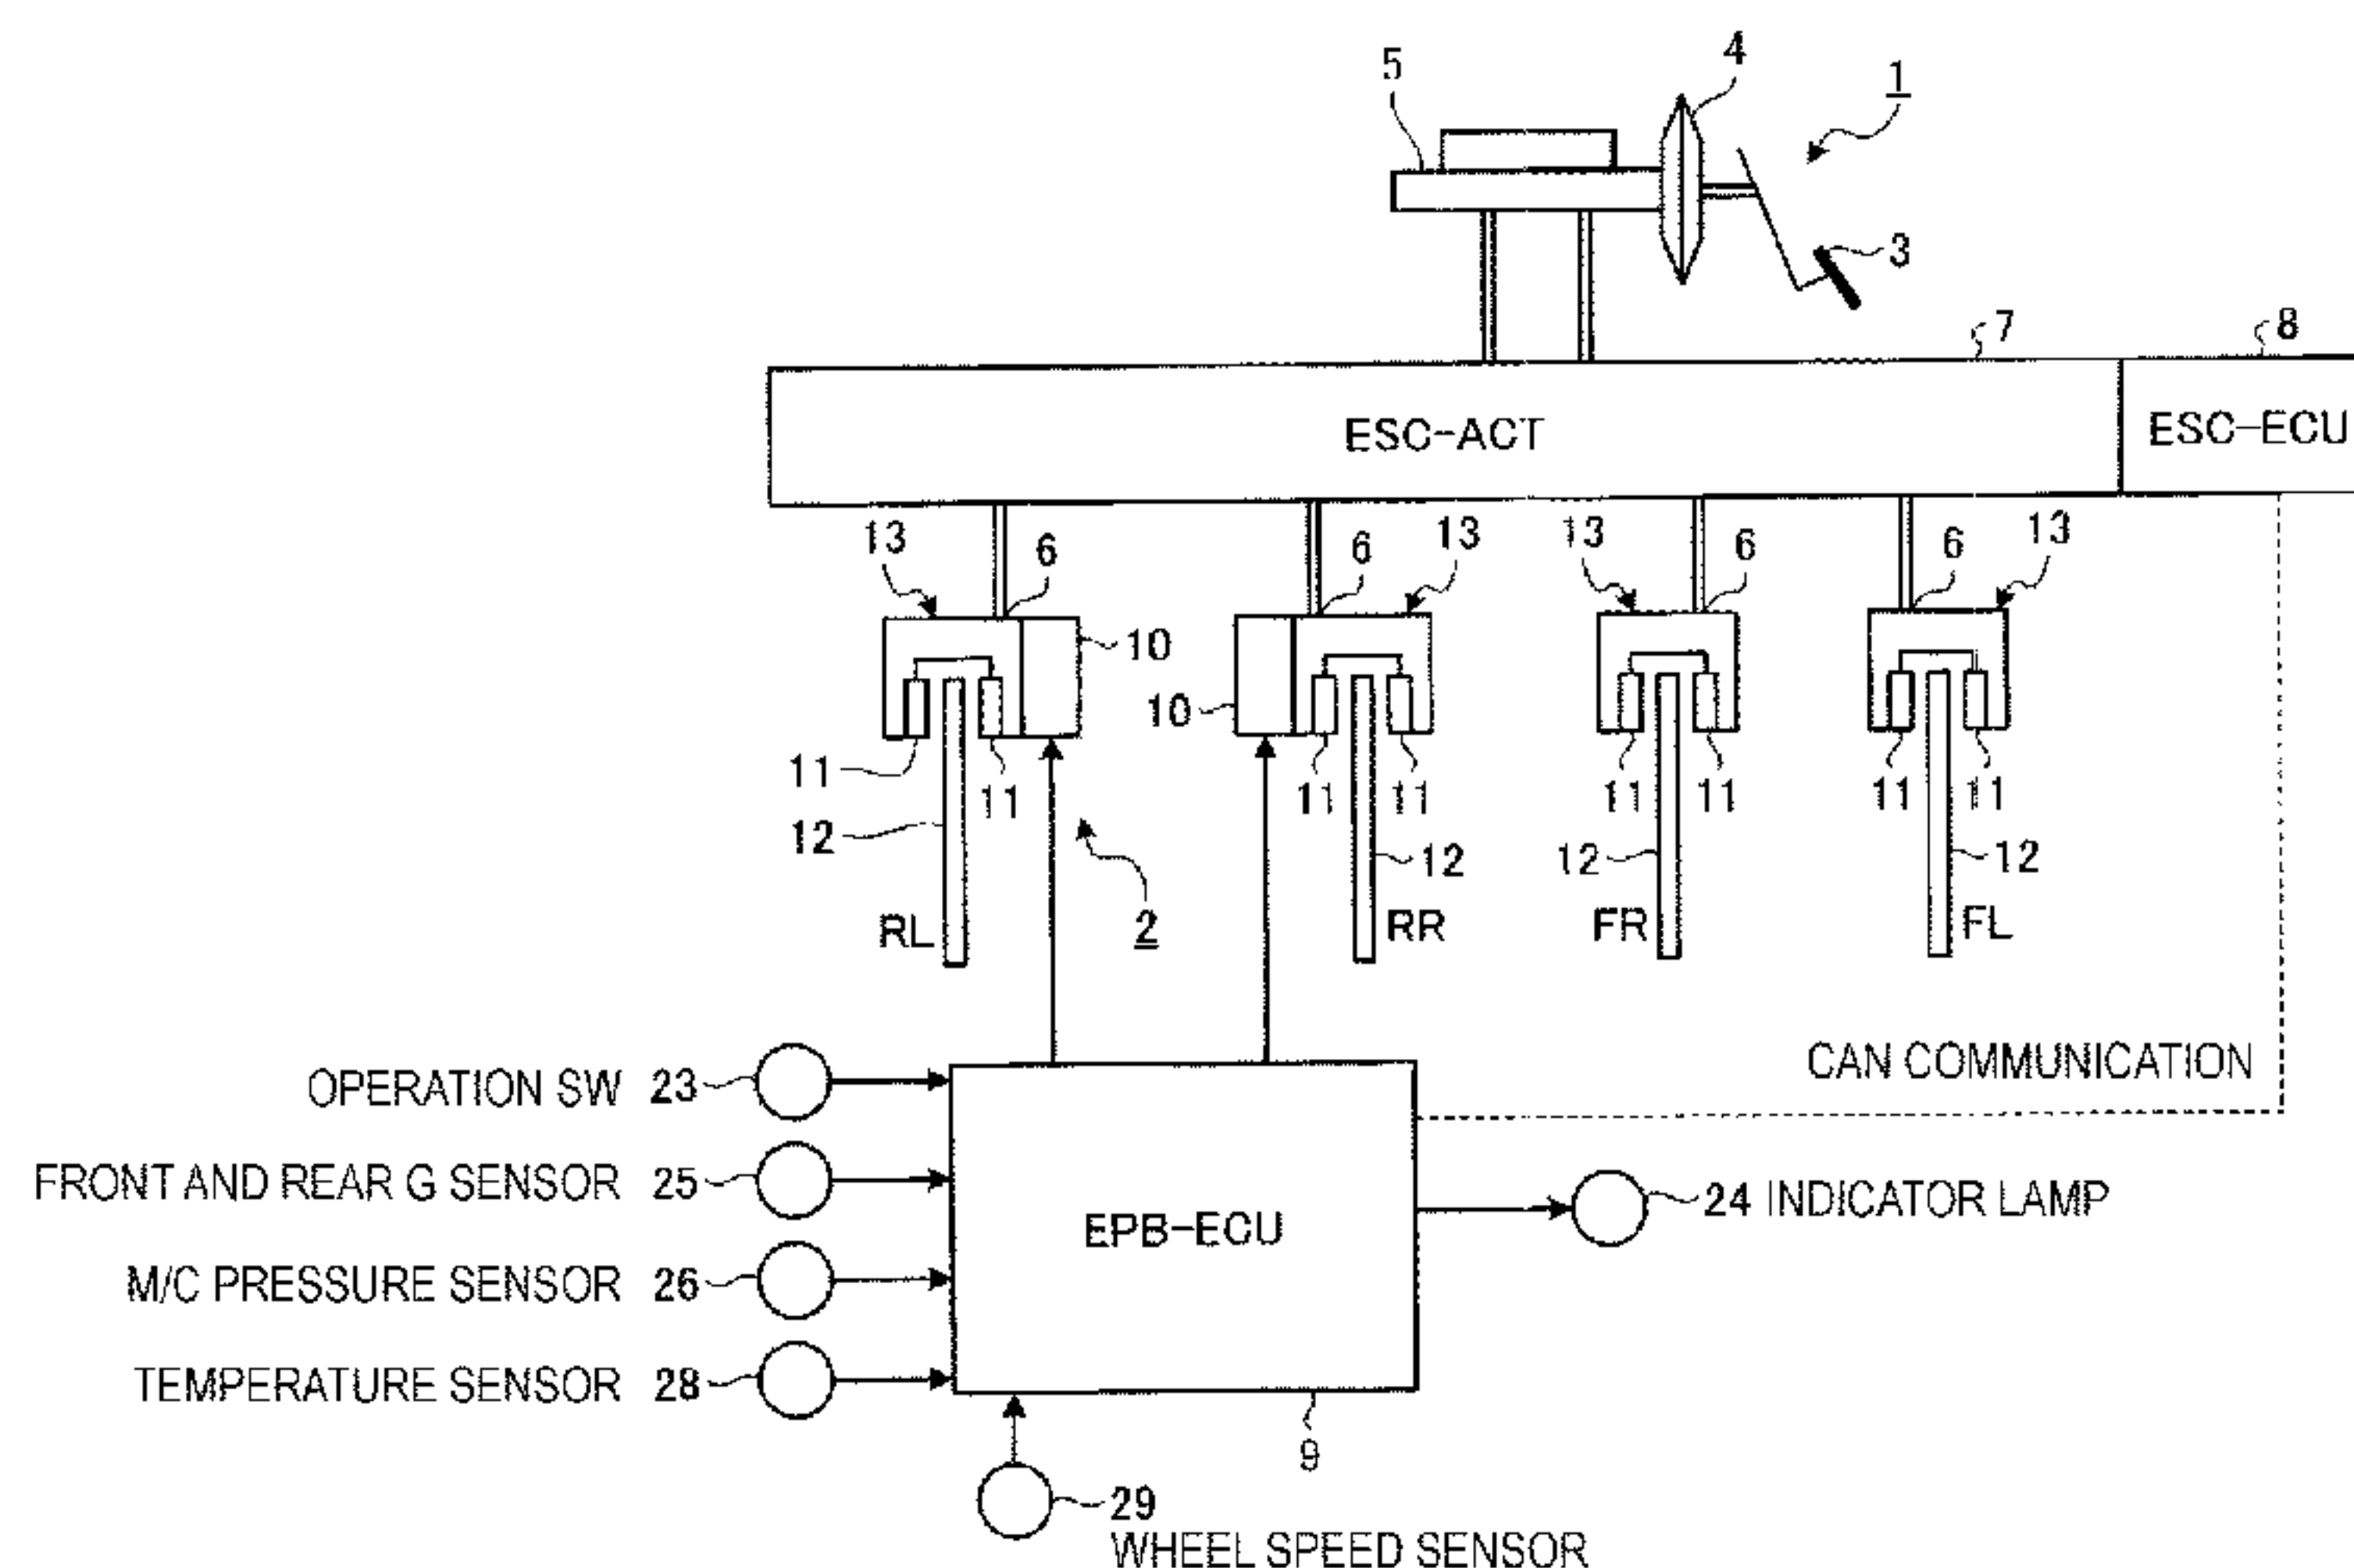 4
5
1
3
7
8
ESC-ACT
ESC-ECU
13
6
6
13
13
6
6
13
10
10
11
11
11
11
11
11
11
11
12
12
12
12
RL
2
RR
FR
FL
CAN COMMUNICATION
OPERATION SW 23
FRONT AND REAR G SENSOR 25
M/C PRESSURE SENSOR 26
TEMPERATURE SENSOR 28
EPB-ECU
24 INDICATOR LAMP
9
29
WHEEL SPEED SENSOR